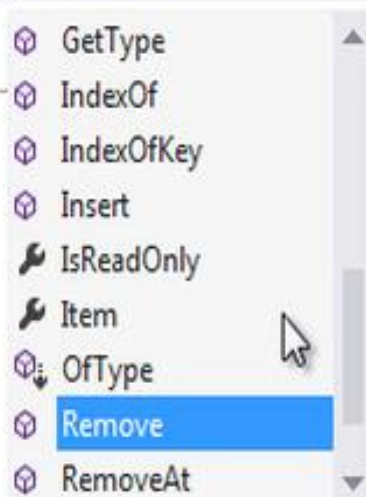 GetType
IndexOf
IndexOfKey
Insert
IsReadOnly
Item
OfType
Remove
RemoveAt